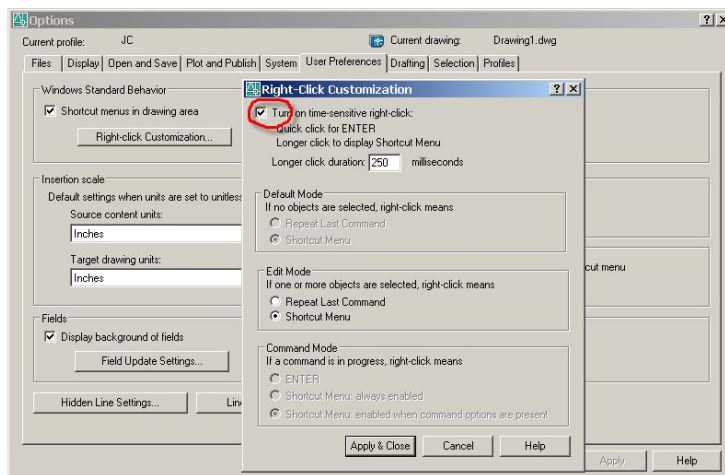 Options
Current profile: JC Current drawing: Drawing1.dwg
Files Display Open and Save Plot and Publish System User Preferences Drafting Selection Profiles
Windows Standard Behavior
Shortcut menus in drawing area
Right-click Customization...
Insertion scale
Default settings when units are set to unitless
Source content units:
Inches
Target drawing units:
Inches
Fields
Display background of fields
Field Update Settings...
Hidden Line Settings...
Right-Click Customization
Turn on time-sensitive right-click:
Quick click for ENTER
Longer click to display Shortcut Menu
Longer click duration: 250 milliseconds
Default Mode
If no objects are selected, right-click means
Repeat Last Command
Shortcut Menu
Edit Mode
If one or more objects are selected, right-click means
Repeat Last Command
Shortcut Menu
Command Mode
If a command is in progress, right-click means
ENTER
Shortcut Menu: always enabled
Shortcut Menu: enabled when command options are present
Apply & Close Cancel Help
menu
Apply Help